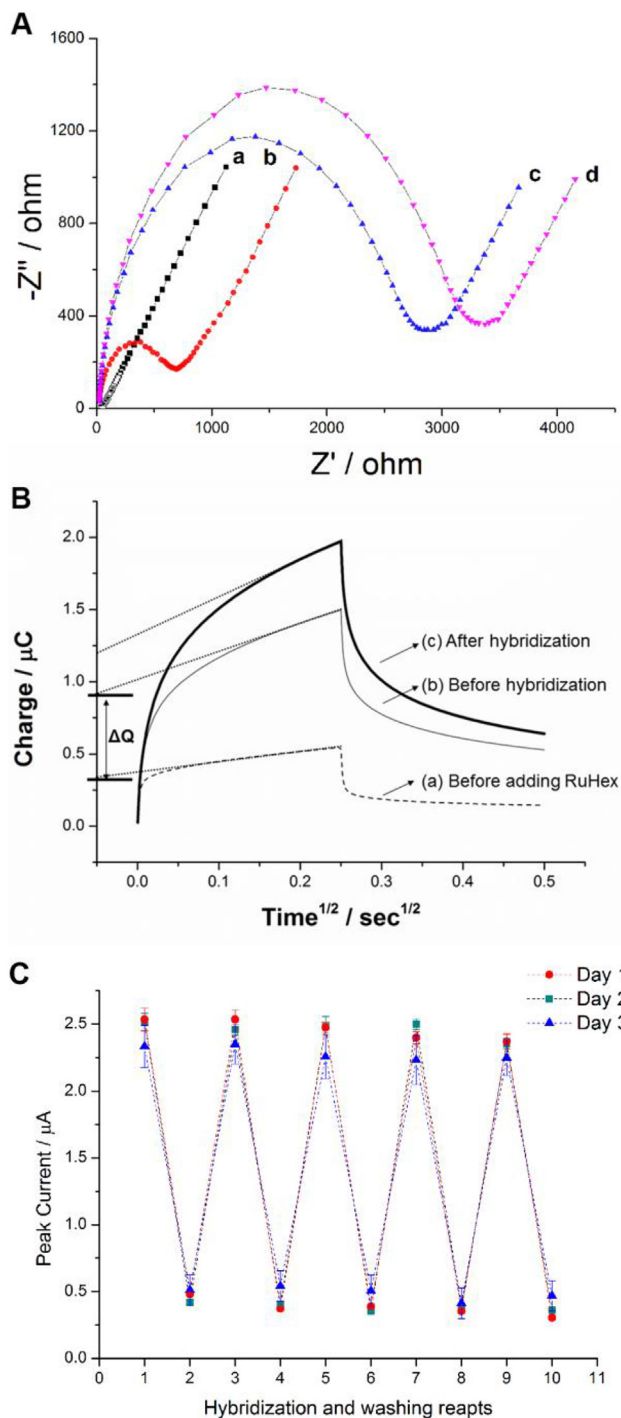 A
1600
1200
800
400
0
a
b
c
d
0
1000
2000
3000
4000
-Z'' / ohm
Z' / ohm
B
2.0
1.5
1.0
0.5
0.0
Charge / μC
ΔQ
(c) After hybridization
(b) Before hybridization
(a) Before adding RuHex
0.0 0.1 0.2 0.3 0.4 0.5
Time1/2 / sec1/2
C
Day 1
Day 2
Day 3
2.5
2.0
1.5
1.0
0.5
0.0
Peak Current / μA
0 1 2 3 4 5 6 7 8 9 10 11
Hybridization and washing reapts